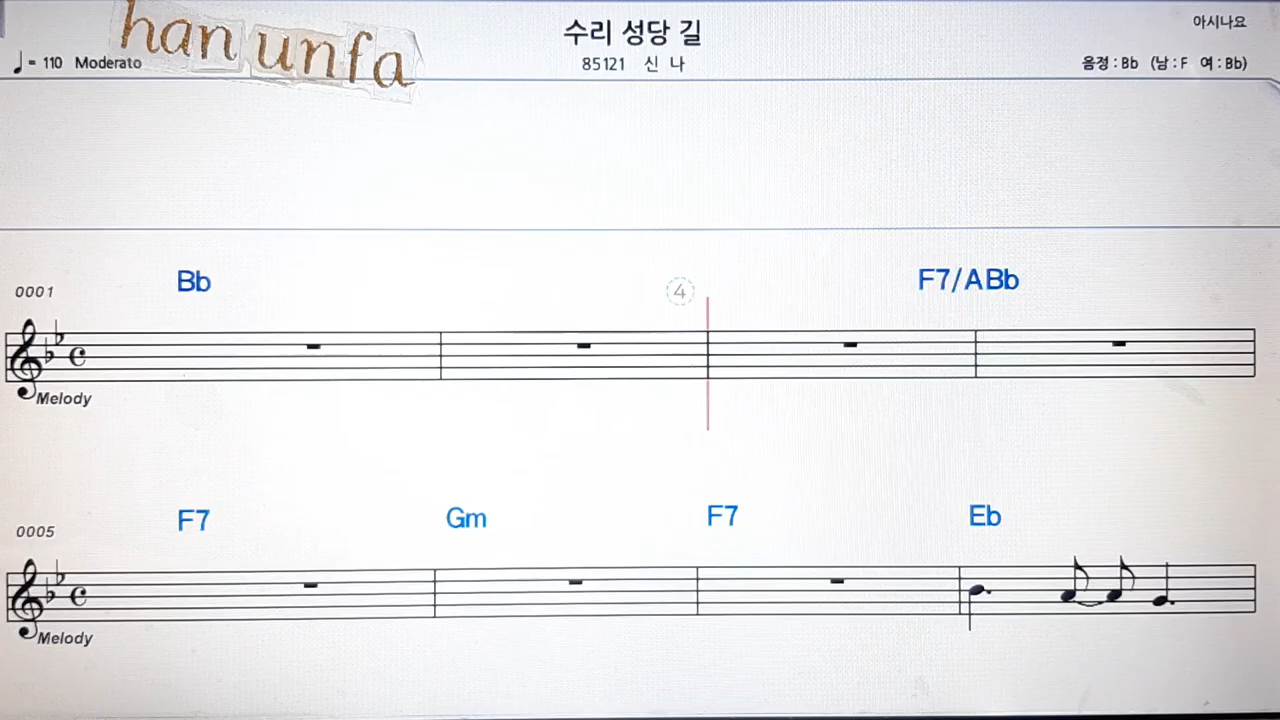 han unfa
수리 성당 길
아시나요
♩= 110 Moderato
85121 신 나
음정 : Bb (남 : F 여 : Bb)
0001 Bb ④ F7/A Bb
Melody
0005 F7 Gm F7 Eb
Melody